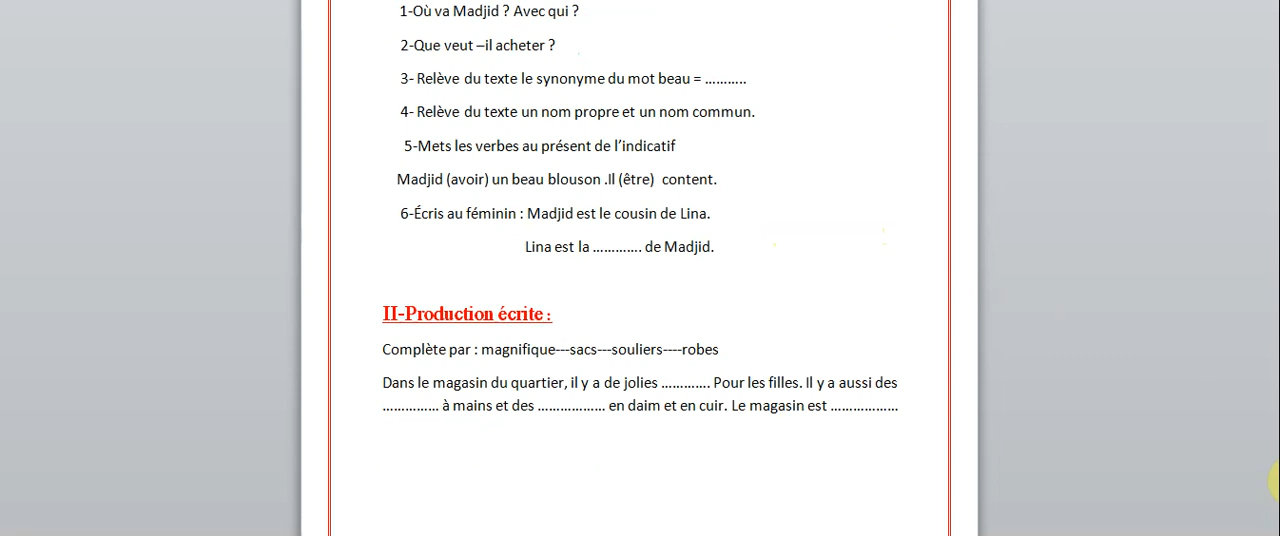 1-Où va Madjid ? Avec qui ?
2-Que veut –il acheter ?
3- Relève du texte le synonyme du mot beau = ...........
4- Relève du texte un nom propre et un nom commun.
5-Mets les verbes au présent de l’indicatif
Madjid (avoir) un beau blouson .Il (être) content.
6-Écris au féminin : Madjid est le cousin de Lina.
Lina est la ............. de Madjid.
II-Production écrite :
Complète par : magnifique---sacs---souliers----robes
Dans le magasin du quartier, il y a de jolies ............. Pour les filles. Il y a aussi des
............... à mains et des .................. en daim et en cuir. Le magasin est ..................